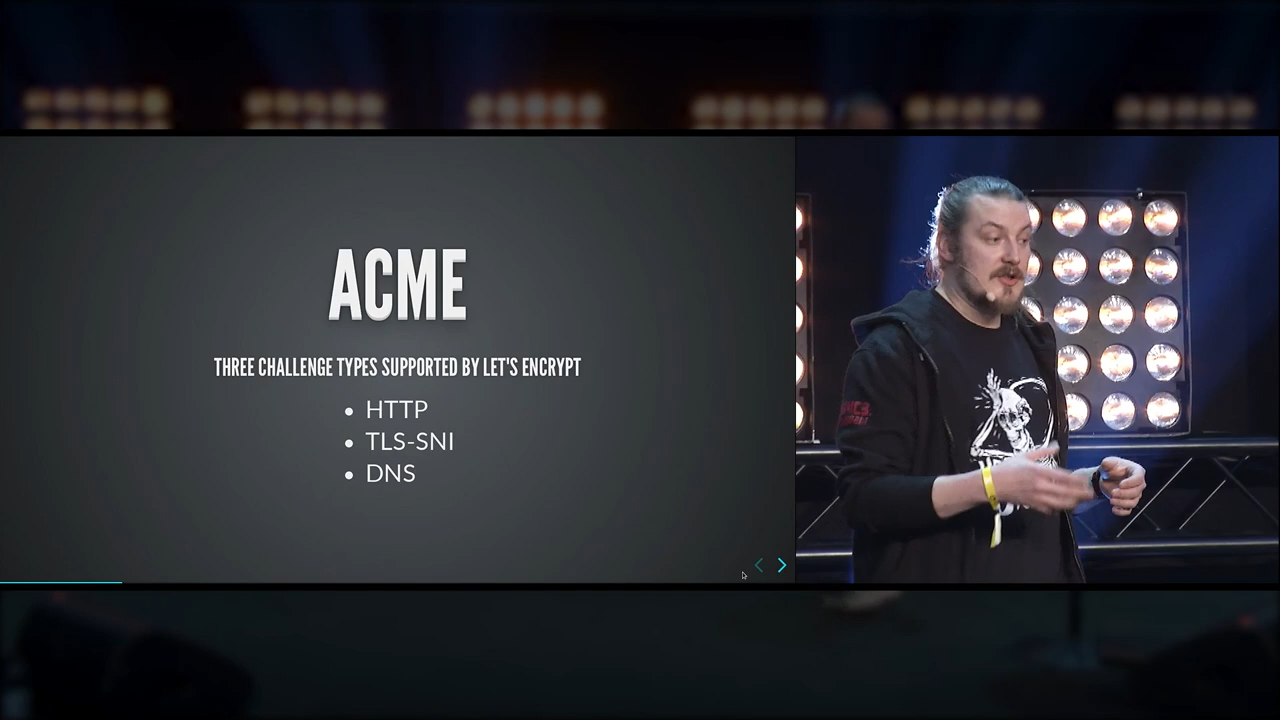 ACME
THREE CHALLENGE TYPES SUPPORTED BY LET'S ENCRYPT
• HTTP
• TLS-SNI
• DNS